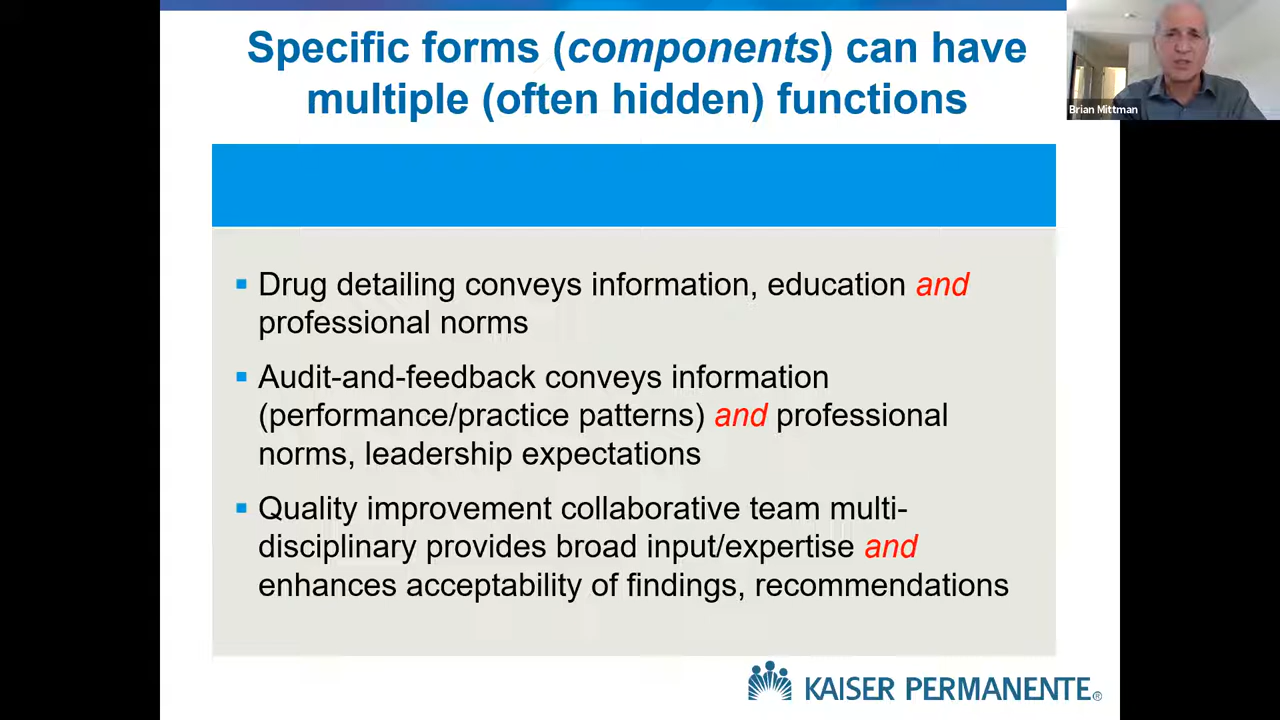 Specific forms (components) can have
multiple (often hidden) functions
Brian Mittman
▪ Drug detailing conveys information, education and
professional norms
▪ Audit-and-feedback conveys information
(performance/practice patterns) and professional
norms, leadership expectations
▪ Quality improvement collaborative team multi-
disciplinary provides broad input/expertise and
enhances acceptability of findings, recommendations
KAISER PERMANENTE®